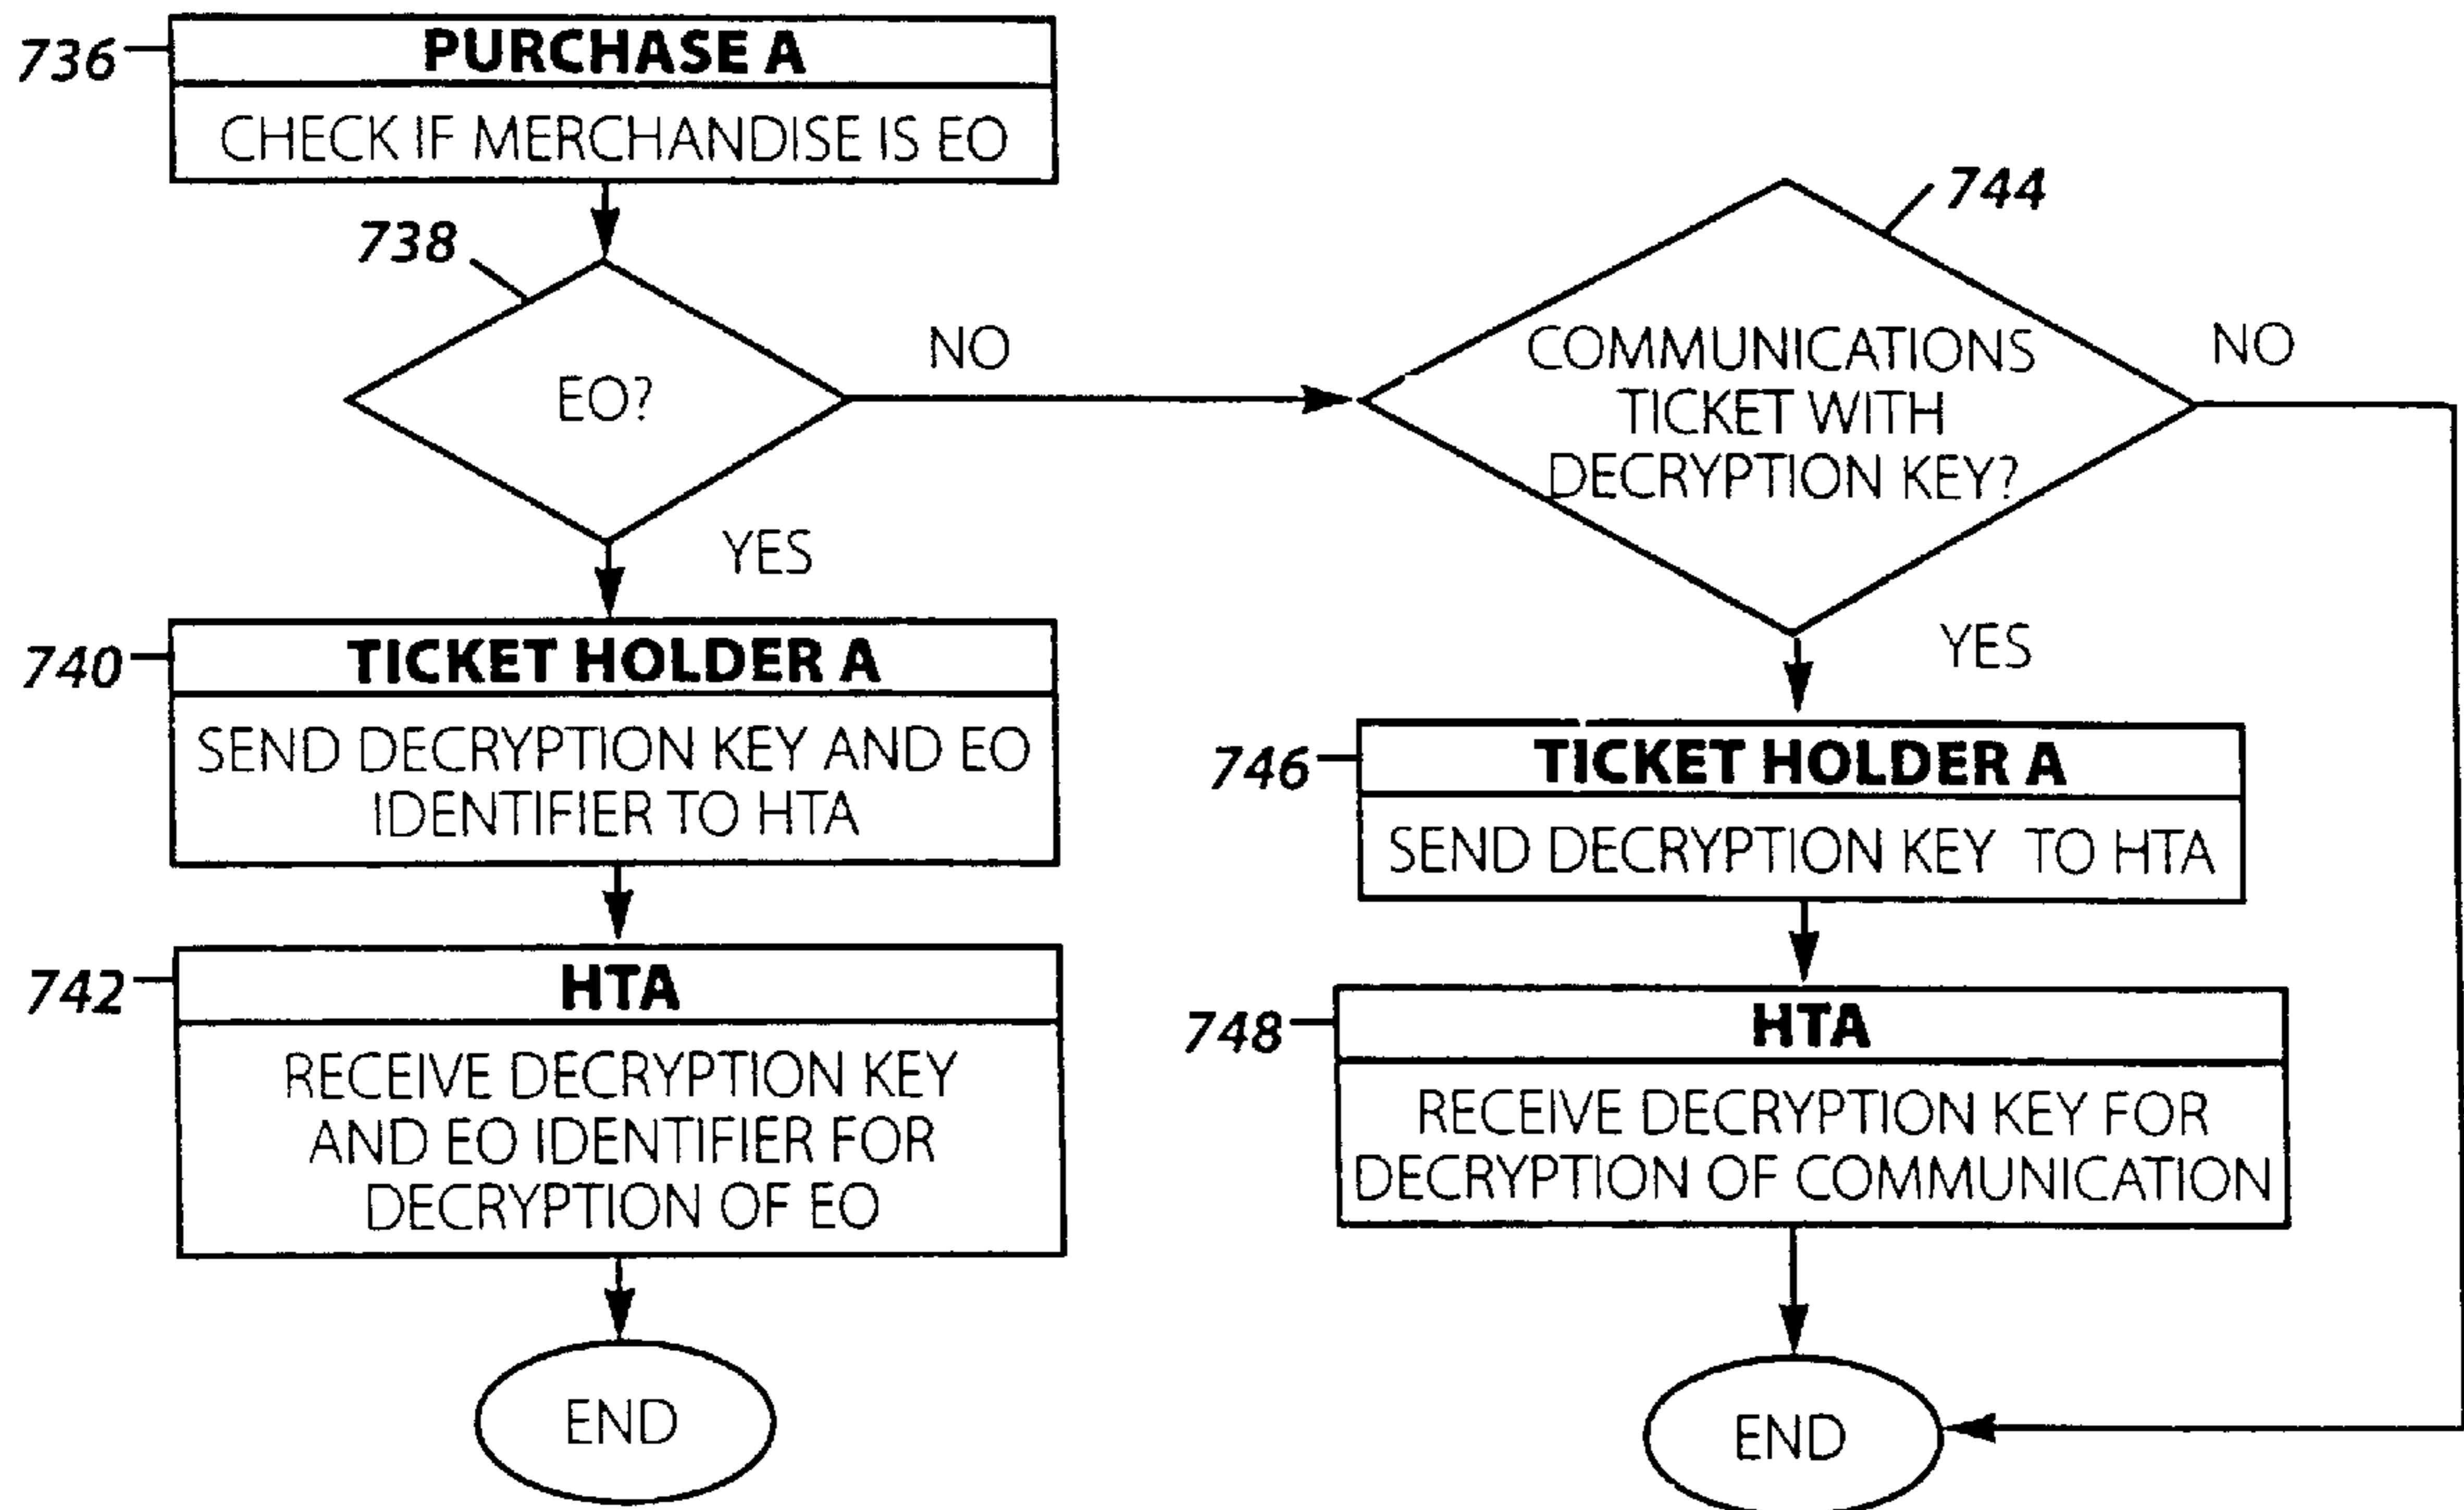 736
PURCHASE A
CHECK IF MERCHANDISE IS EO
738
EO?
NO
YES
740
TICKET HOLDER A
SEND DECRYPTION KEY AND EO
IDENTIFIER TO HTA
742
HTA
RECEIVE DECRYPTION KEY
AND EO IDENTIFIER FOR
DECRYPTION OF EO
END
744
COMMUNICATIONS
TICKET WITH
DECRYPTION KEY?
NO
YES
746
TICKET HOLDER A
SEND DECRYPTION KEY TO HTA
748
HTA
RECEIVE DECRYPTION KEY FOR
DECRYPTION OF COMMUNICATION
END